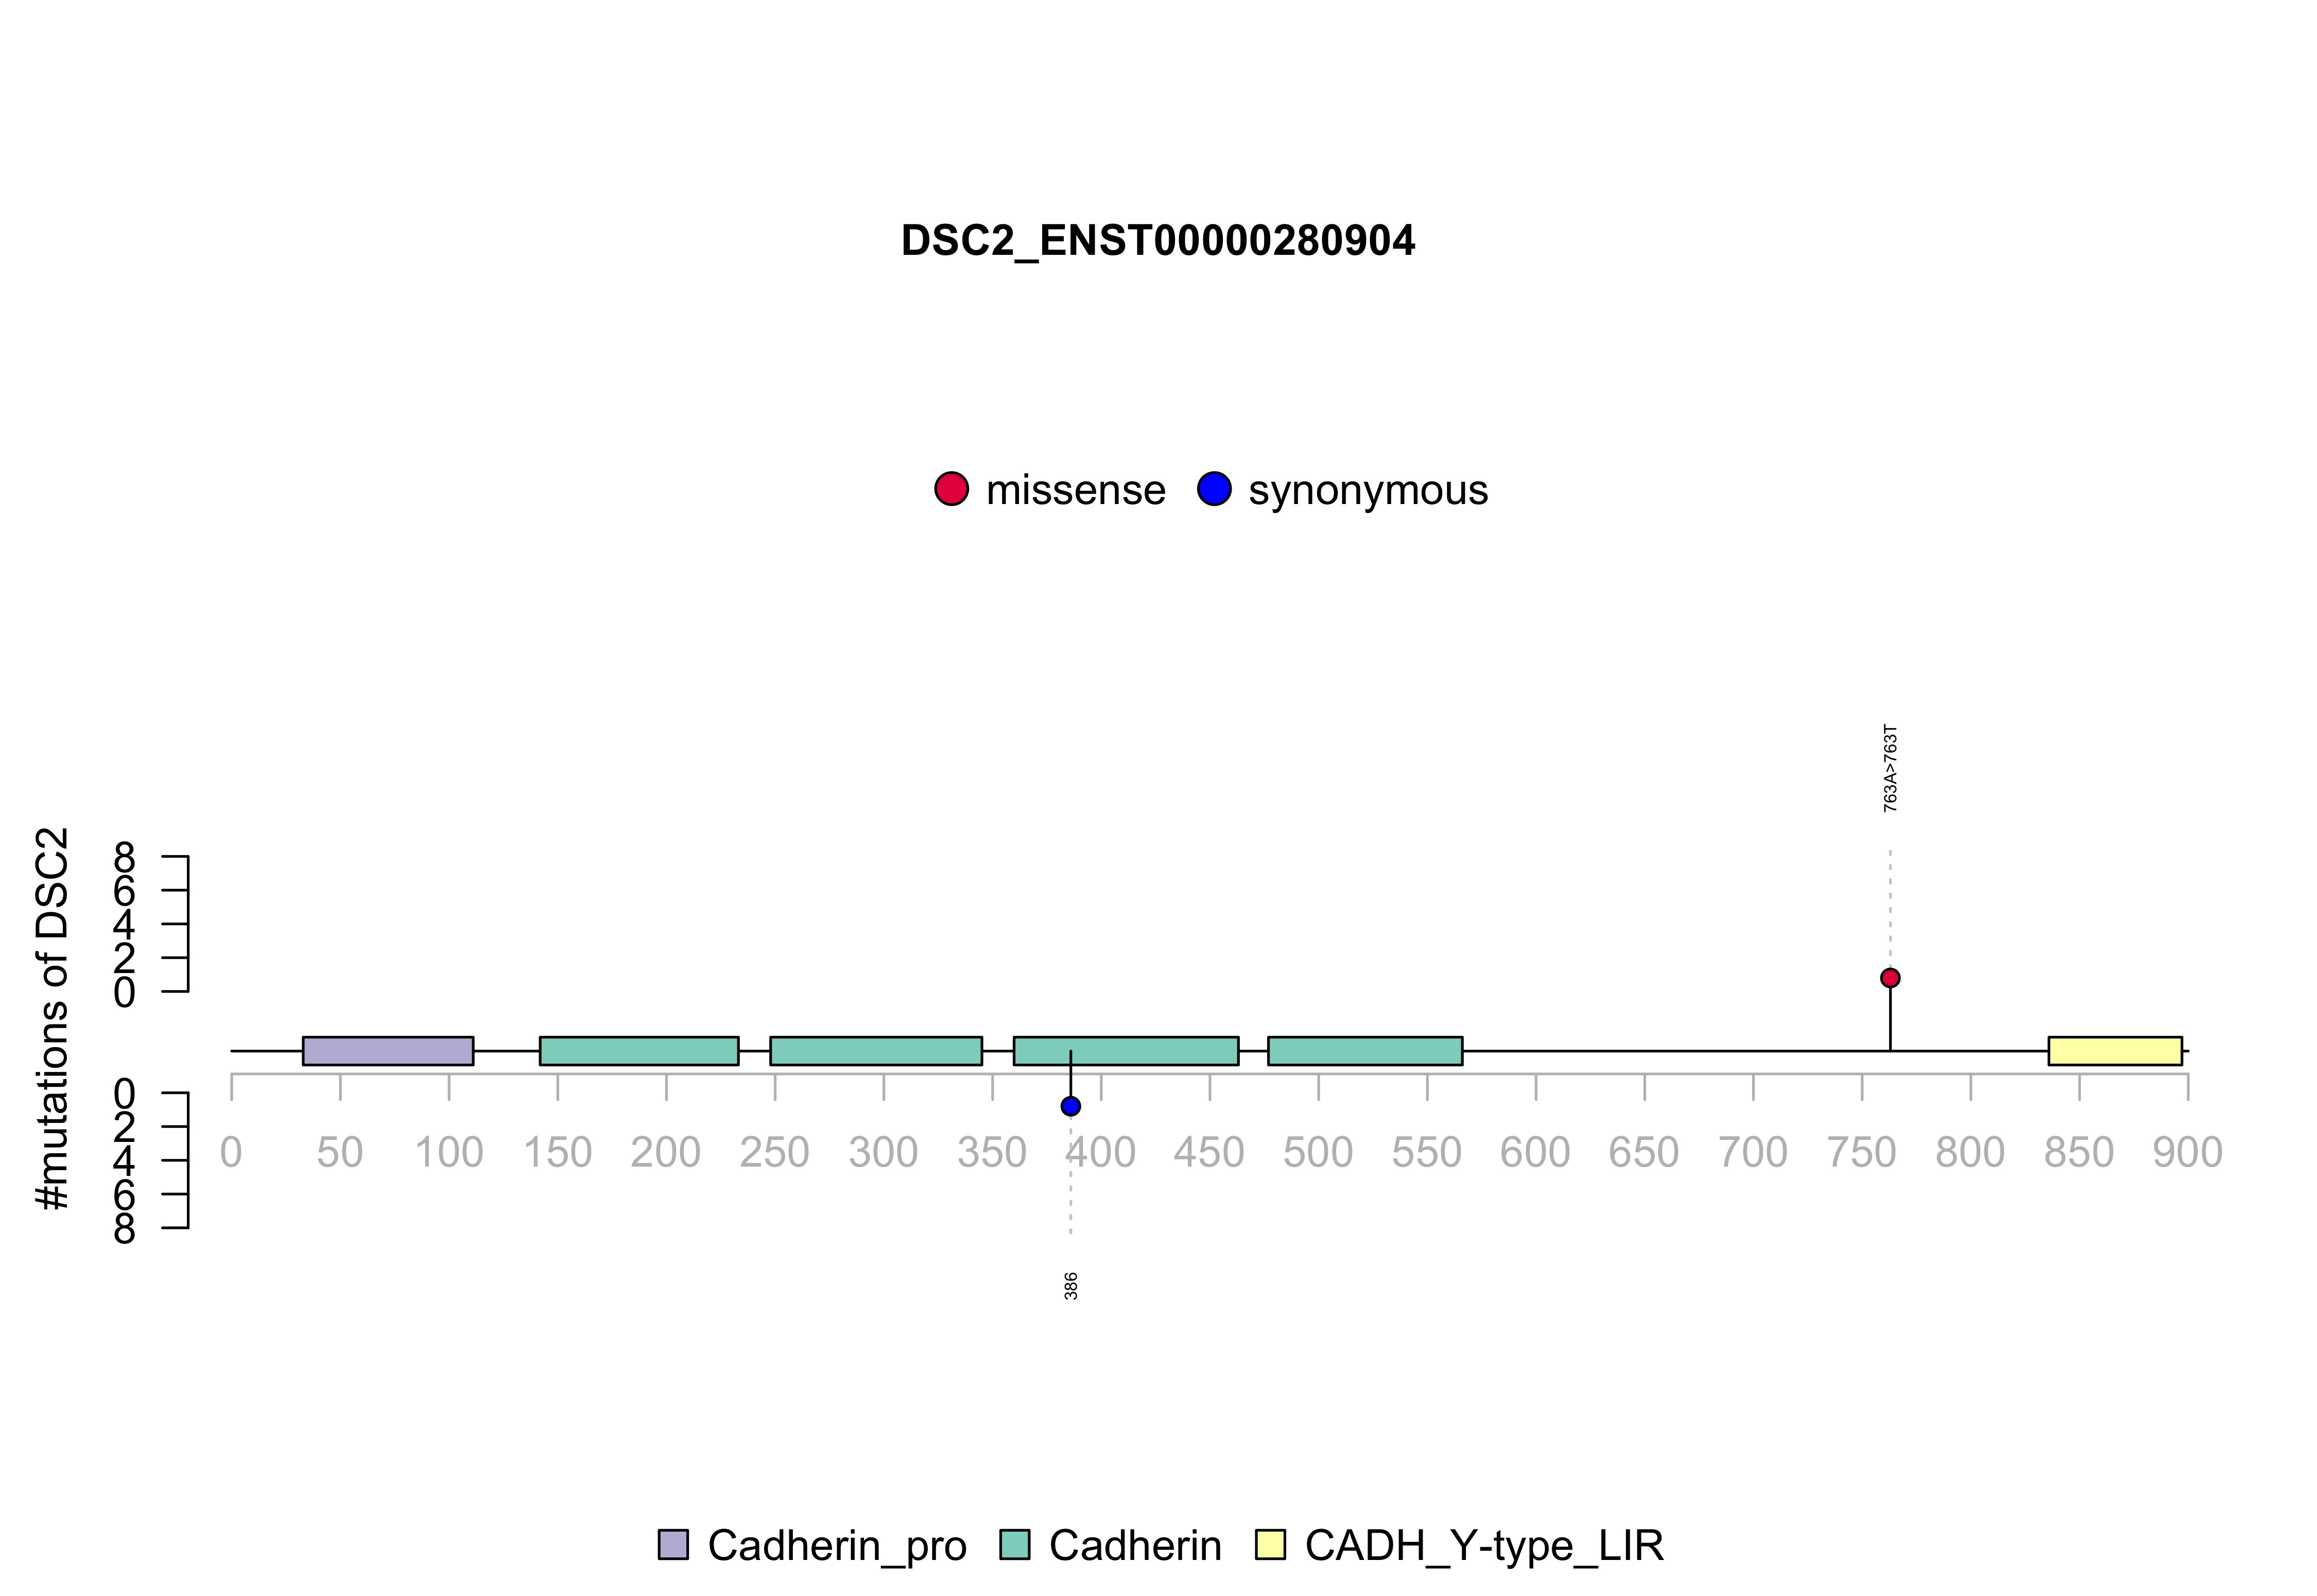 DSC2_ENST00000280904
missense synonymous
763A>763T
#mutations of DSC2
8
6
4
2
0
0
2
4
6
8
0 50 100 150 200 250 300 350 400 450 500 550 600 650 700 750 800 850 900
386
Cadherin_pro Cadherin CADH_Y-type_LIR